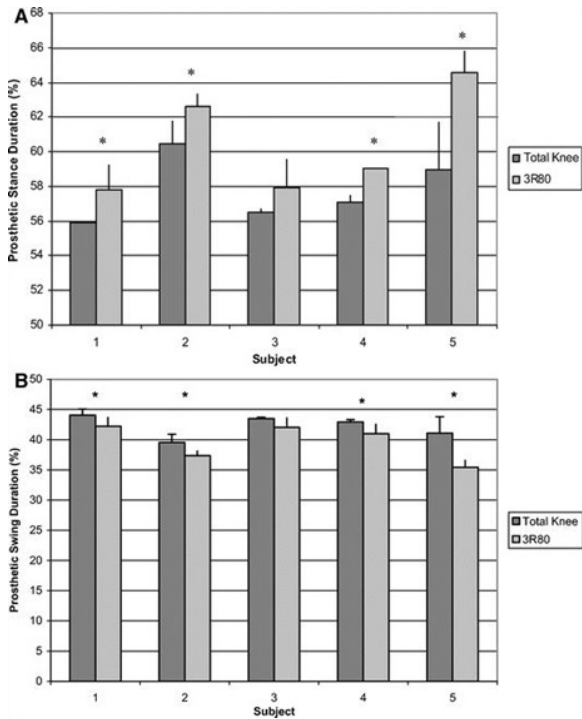 A
68
66
64
62
60
58
56
54
52
50
Prosthetic Stance Duration (%)
*
*
*
*
1 2 3 4 5
Subject
Total Knee
3R80
B
50
45
40
35
30
25
20
15
10
5
0
Prosthetic Swing Duration (%)
*
*
*
*
1 2 3 4 5
Subject
Total Knee
3R80